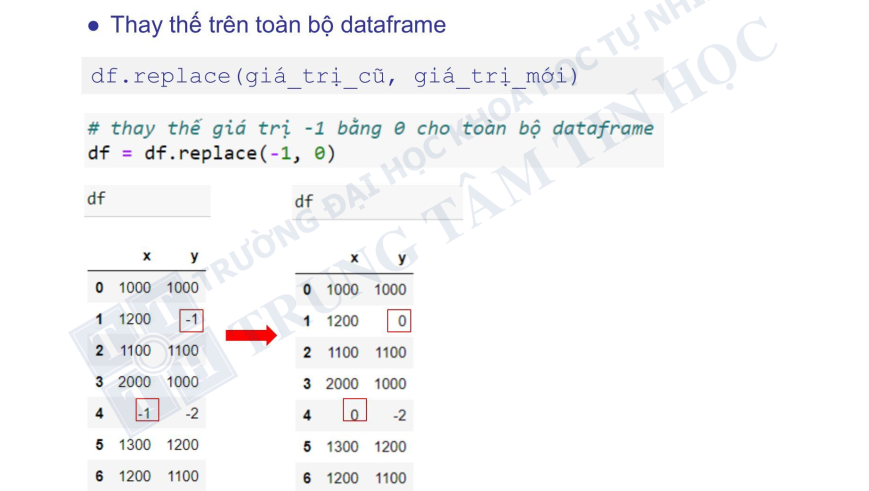 ● Thay thế trên toàn bộ dataframe
df.replace(giá_trị_cũ, giá_trị_mới)
# thay thế giá trị -1 bằng 0 cho toàn bộ dataframe
df = df.replace(-1, 0)
df
x y
0 1000 1000
1 1200 -1
2 1100 1100
3 2000 1000
4 -1 -2
5 1300 1200
6 1200 1100
df
x y
0 1000 1000
1 1200 0
2 1100 1100
3 2000 1000
4 0 -2
5 1300 1200
6 1200 1100
TRƯỜNG ĐẠI HỌC KHOA HỌC TỰ NHI
TRUNG TÂM TIN HỌC